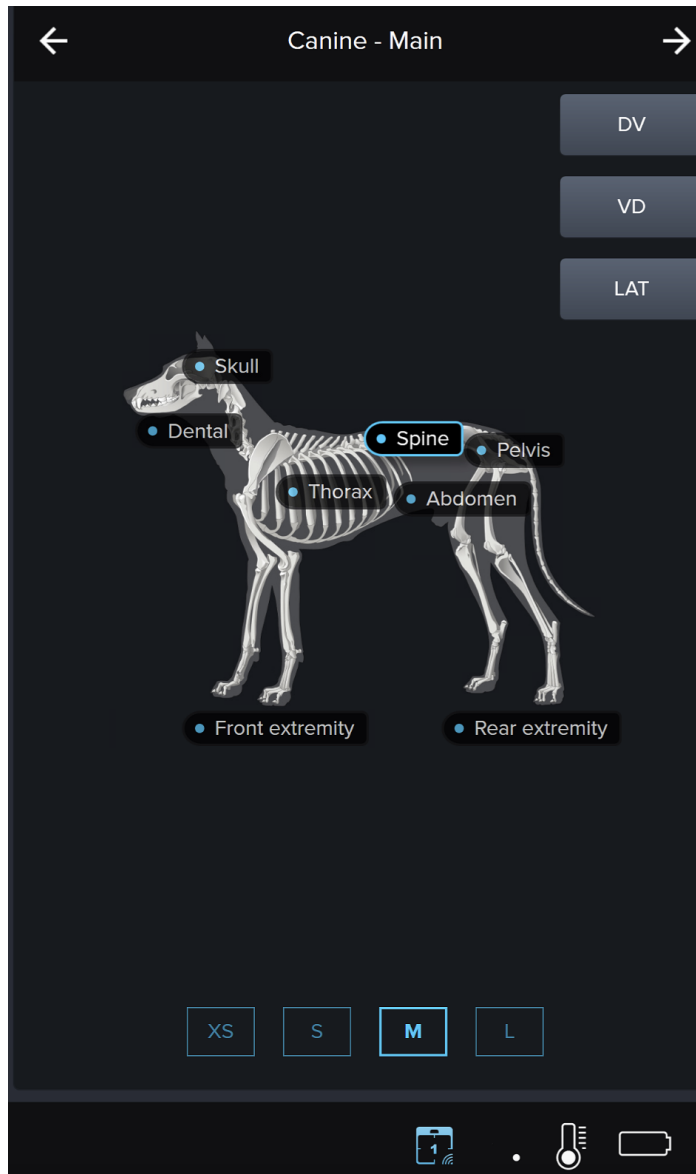 Canine - Main
DV
VD
LAT
Skull
Dental
Spine
Pelvis
Thorax
Abdomen
Front extremity
Rear extremity
XS
S
M
L
1